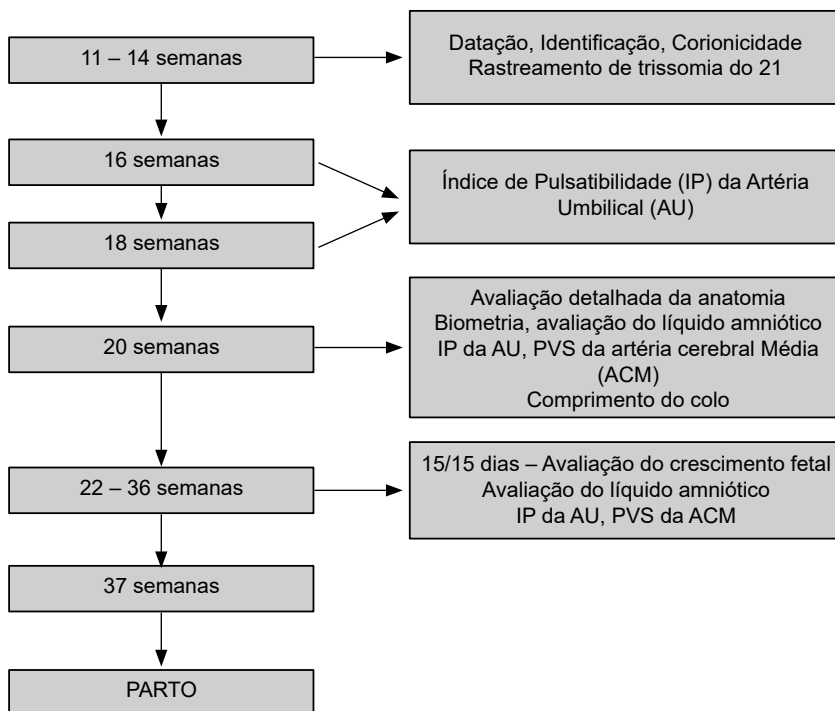 11 – 14 semanas
Datação, Identificação, Corionicidade
Rastreamento de trissomia do 21
16 semanas
Índice de Pulsatibilidade (IP) da Artéria
Umbilical (AU)
18 semanas
20 semanas
Avaliação detalhada da anatomia
Biometria, avaliação do líquido amniótico
IP da AU, PVS da artéria cerebral Média
(ACM)
Comprimento do colo
22 – 36 semanas
15/15 dias – Avaliação do crescimento fetal
Avaliação do líquido amniótico
IP da AU, PVS da ACM
37 semanas
PARTO